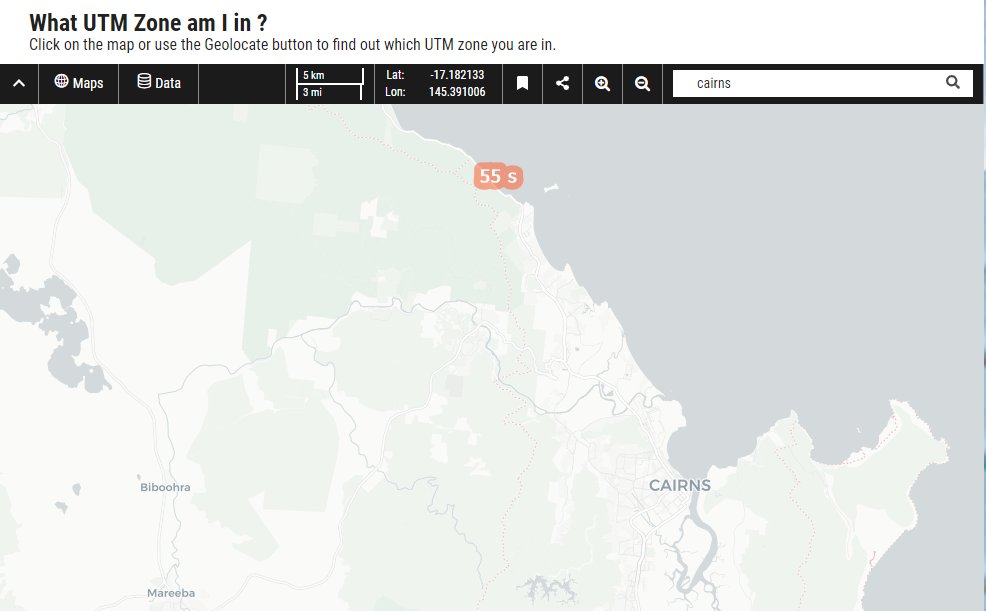 What UTM Zone am I in ?
Click on the map or use the Geolocate button to find out which UTM zone you are in.
Maps
Data
5 km
3 mi
Lat: -17.182133
Lon: 145.391006
cairns
55 s
CAIRNS
Biboohra
Mareeba